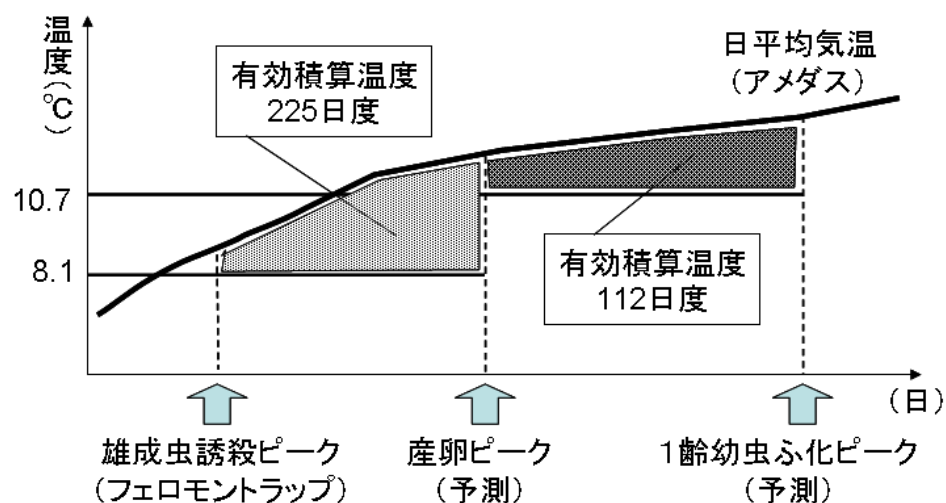 温度(℃)
有効積算温度
225日度
日平均気温
(アメダス)
10.7
8.1
有効積算温度
112日度
(日)
雄成虫誘殺ピーク
(フェロモントラップ)
産卵ピーク
(予測)
1齢幼虫ふ化ピーク
(予測)